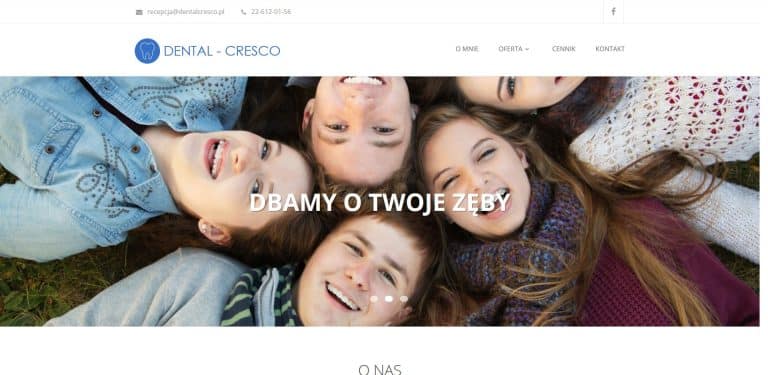 recepcja@dentalcresco.pl 22-612-01-56
DENTAL - CRESCO
O MNIE OFERTA CENNIK KONTAKT
DBAMY O TWOJE ZĘBY
O NAS